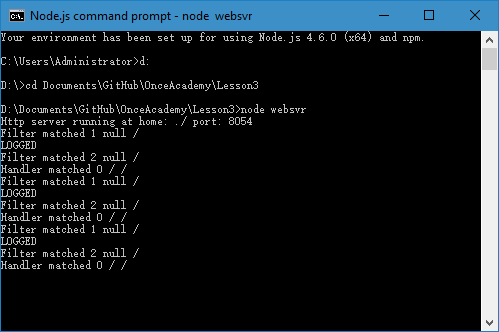 Node.js command prompt - node  websvr
Your environment has been set up for using Node.js 4.6.0 (x64) and npm.
C:\Users\Administrator>d:
D:\>cd Documents\GitHub\OnceAcademy\Lesson3
D:\Documents\GitHub\OnceAcademy\Lesson3>node websvr
Http server running at home: ./ port: 8054
Filter matched 1 null /
LOGGED
Filter matched 2 null /
Handler matched 0 / /
Filter matched 1 null /
LOGGED
Filter matched 2 null /
Handler matched 0 / /
Filter matched 1 null /
LOGGED
Filter matched 2 null /
Handler matched 0 / /